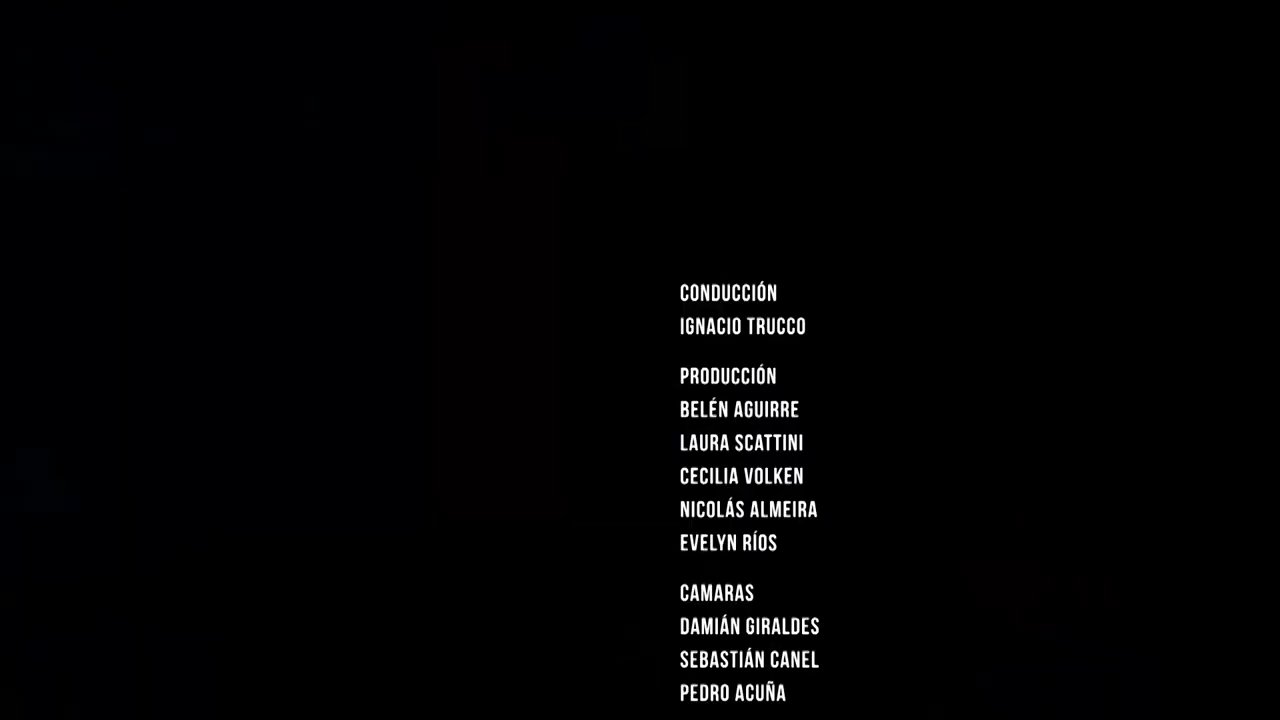 CONDUCCIÓN
IGNACIO TRUCCO
PRODUCCIÓN
BELÉN AGUIRRE
LAURA SCATTINI
CECILIA VOLKEN
NICOLÁS ALMEIRA
EVELYN RÍOS
CAMARAS
DAMIÁN GIRALDES
SEBASTIÁN CANEL
PEDRO ACUÑA